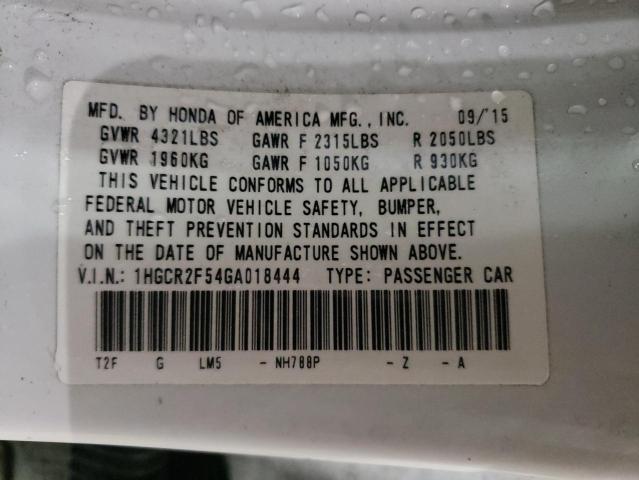 MFD. BY HONDA OF AMERICA MFG., INC. 09/'15
GVWR 4321LBS GAWR F 2315LBS R 2050LBS
GVWR 1960KG GAWR F 1050KG R 930KG
THIS VEHICLE CONFORMS TO ALL APPLICABLE
FEDERAL MOTOR VEHICLE SAFETY, BUMPER,
AND THEFT PREVENTION STANDARDS IN EFFECT
ON THE DATE OF MANUFACTURE SHOWN ABOVE.
V.I.N.: 1HGCR2F54GA018444 TYPE: PASSENGER CAR
T2F G LM5 - NH788P - Z - A